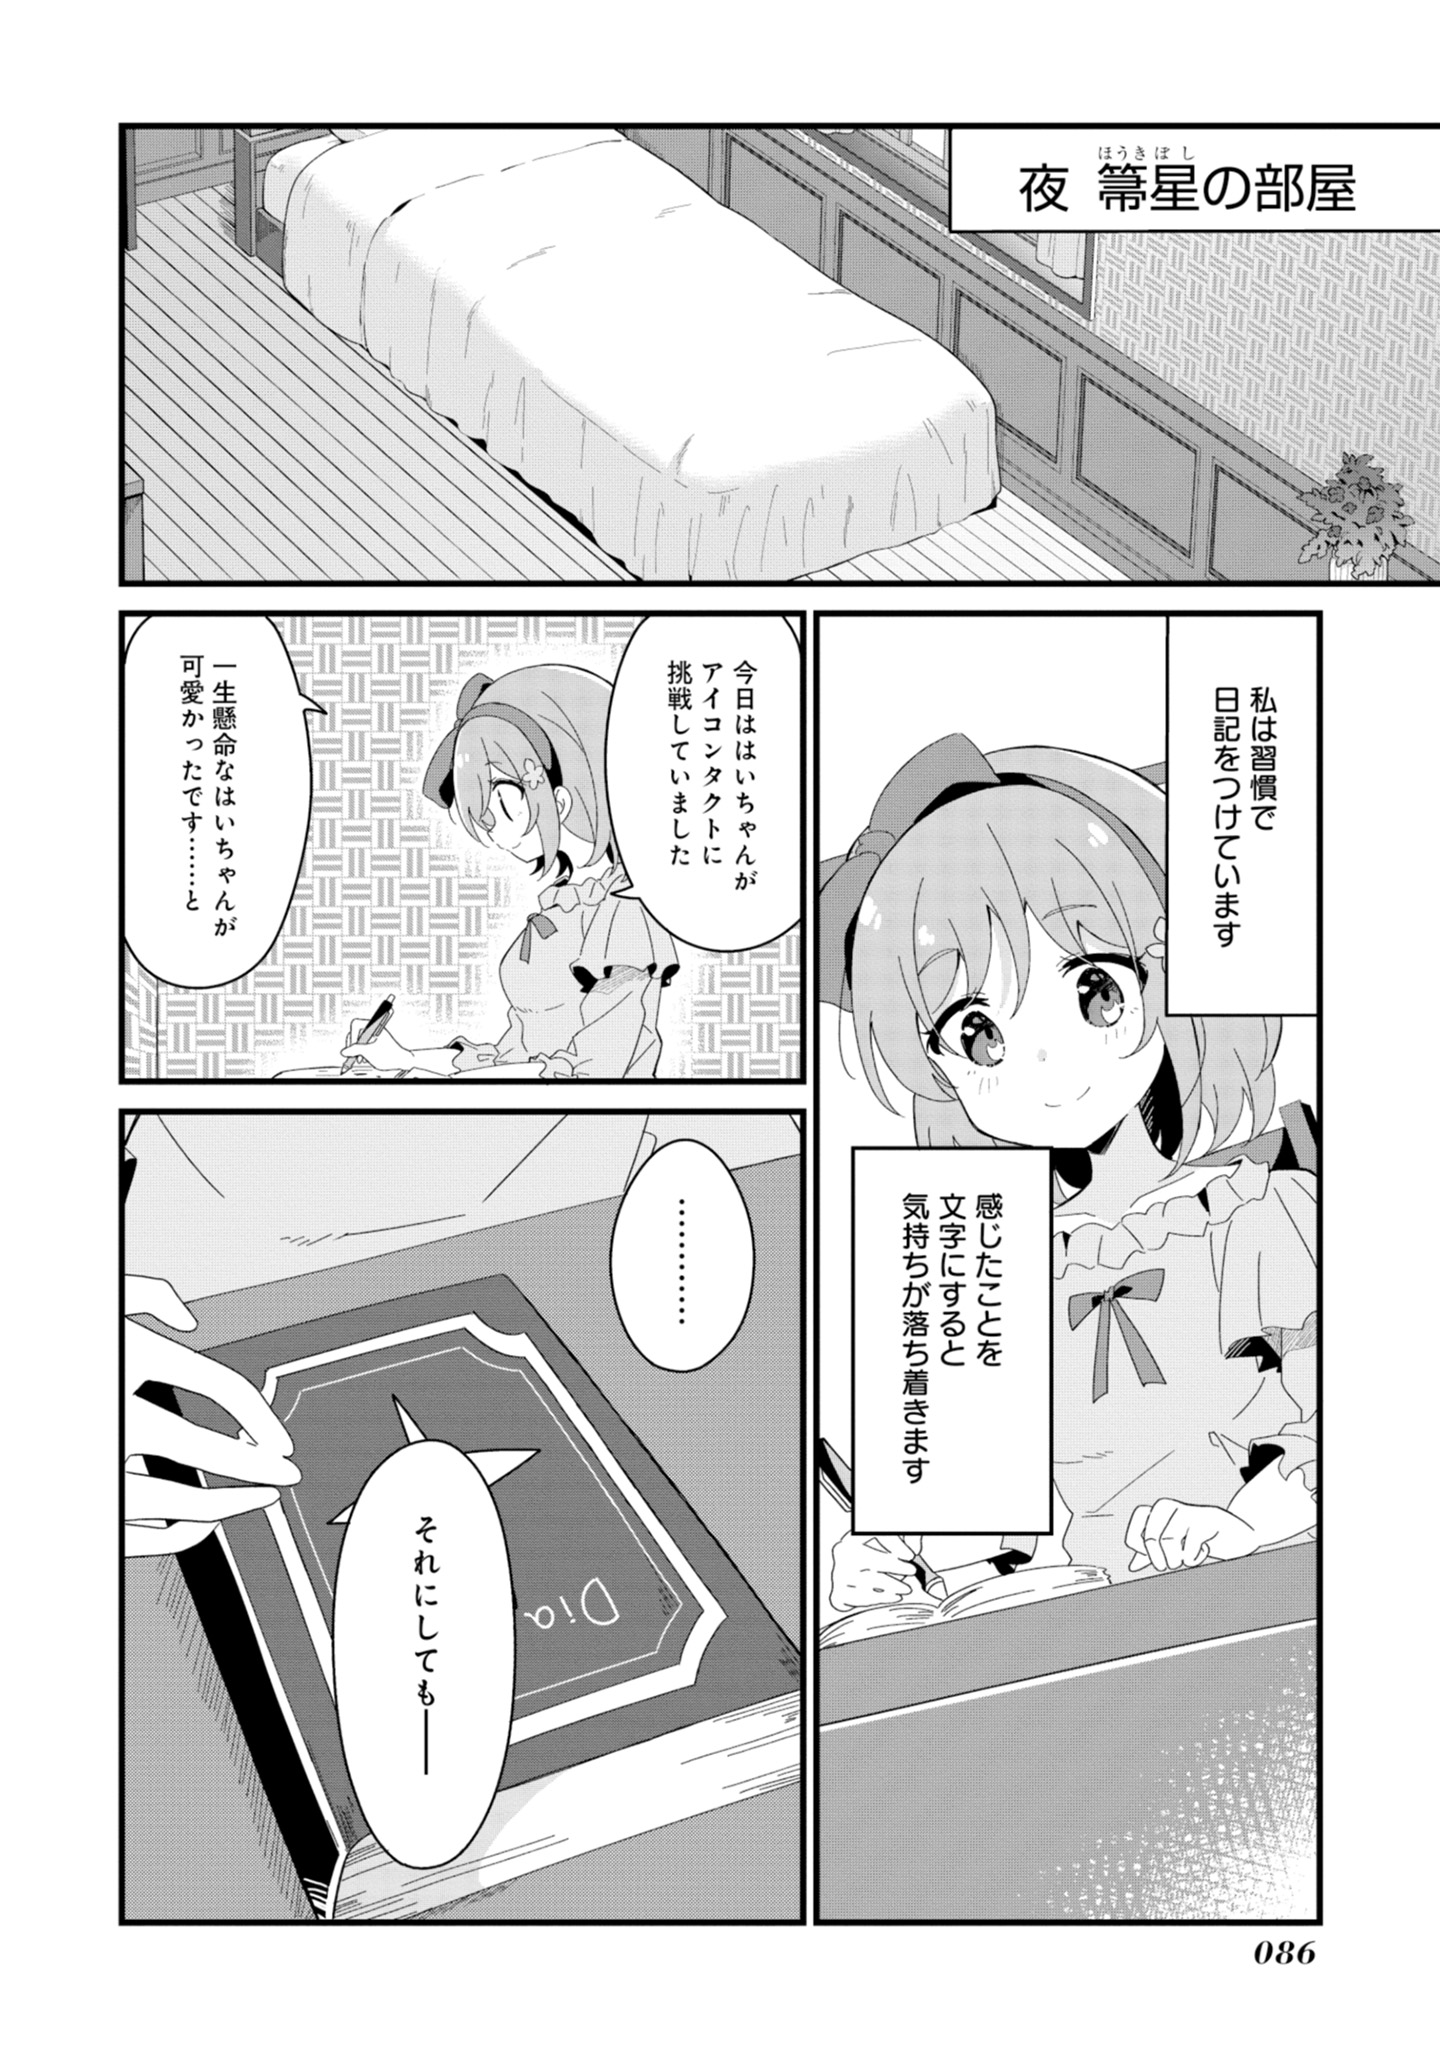 ほうきぼし
夜 箒星の部屋
私は習慣で
日記をつけています
感じたことを
文字にすると
気持ちが落ち着きます
今日ははいちゃんが
アイコンタクトに
挑戦していました
一生懸命なはいちゃんが
可愛かったです……と
…………
それにしても――
Dia
086